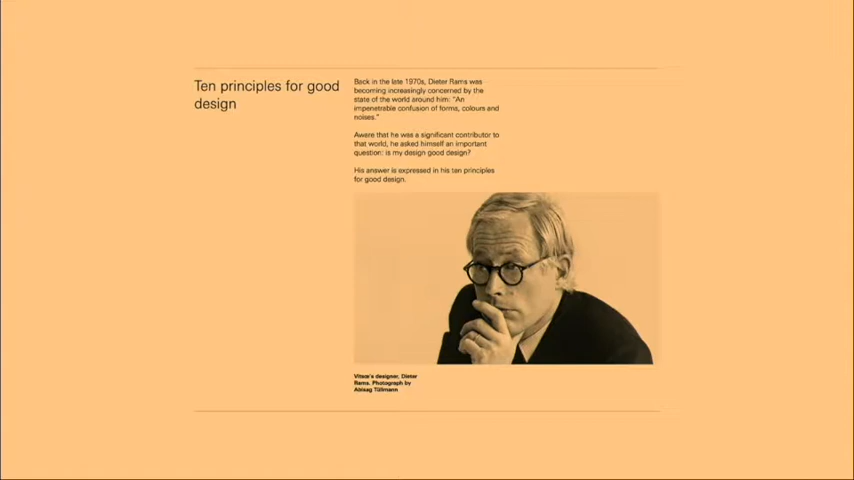 Ten principles for good
design
Back in the late 1970s, Dieter Rams was
becoming increasingly concerned by the
state of the world around him: “An
impenetrable confusion of forms, colours and
noises.”
Aware that he was a significant contributor to
that world, he asked himself an important
question: is my design good design?
His answer is expressed in his ten principles
for good design.
Vitsœ’s designer, Dieter
Rams. Photograph by
Abisag Tüllmann